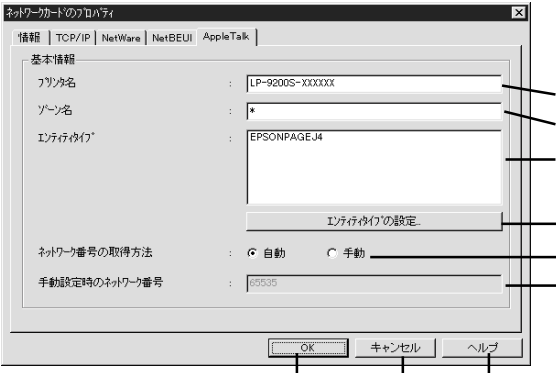 ﾈｯﾄﾜｰｸｶｰﾄﾞのﾌﾟﾛﾊﾟﾃｨ
情報 TCP/IP NetWare NetBEUI AppleTalk
基本情報
ﾌﾟﾘﾝﾀ名 : LP-9200S-XXXXXX
ｿﾞｰﾝ名 : *
ｴﾝﾃｨﾃｨﾀｲﾌﾟ : EPSONPAGEJ4
ｴﾝﾃｨﾃｨﾀｲﾌﾟの設定...
ﾈｯﾄﾜｰｸ番号の取得方法 : 自動 手動
手動設定時のﾈｯﾄﾜｰｸ番号 : 65535
OK キャンセル ヘルプ